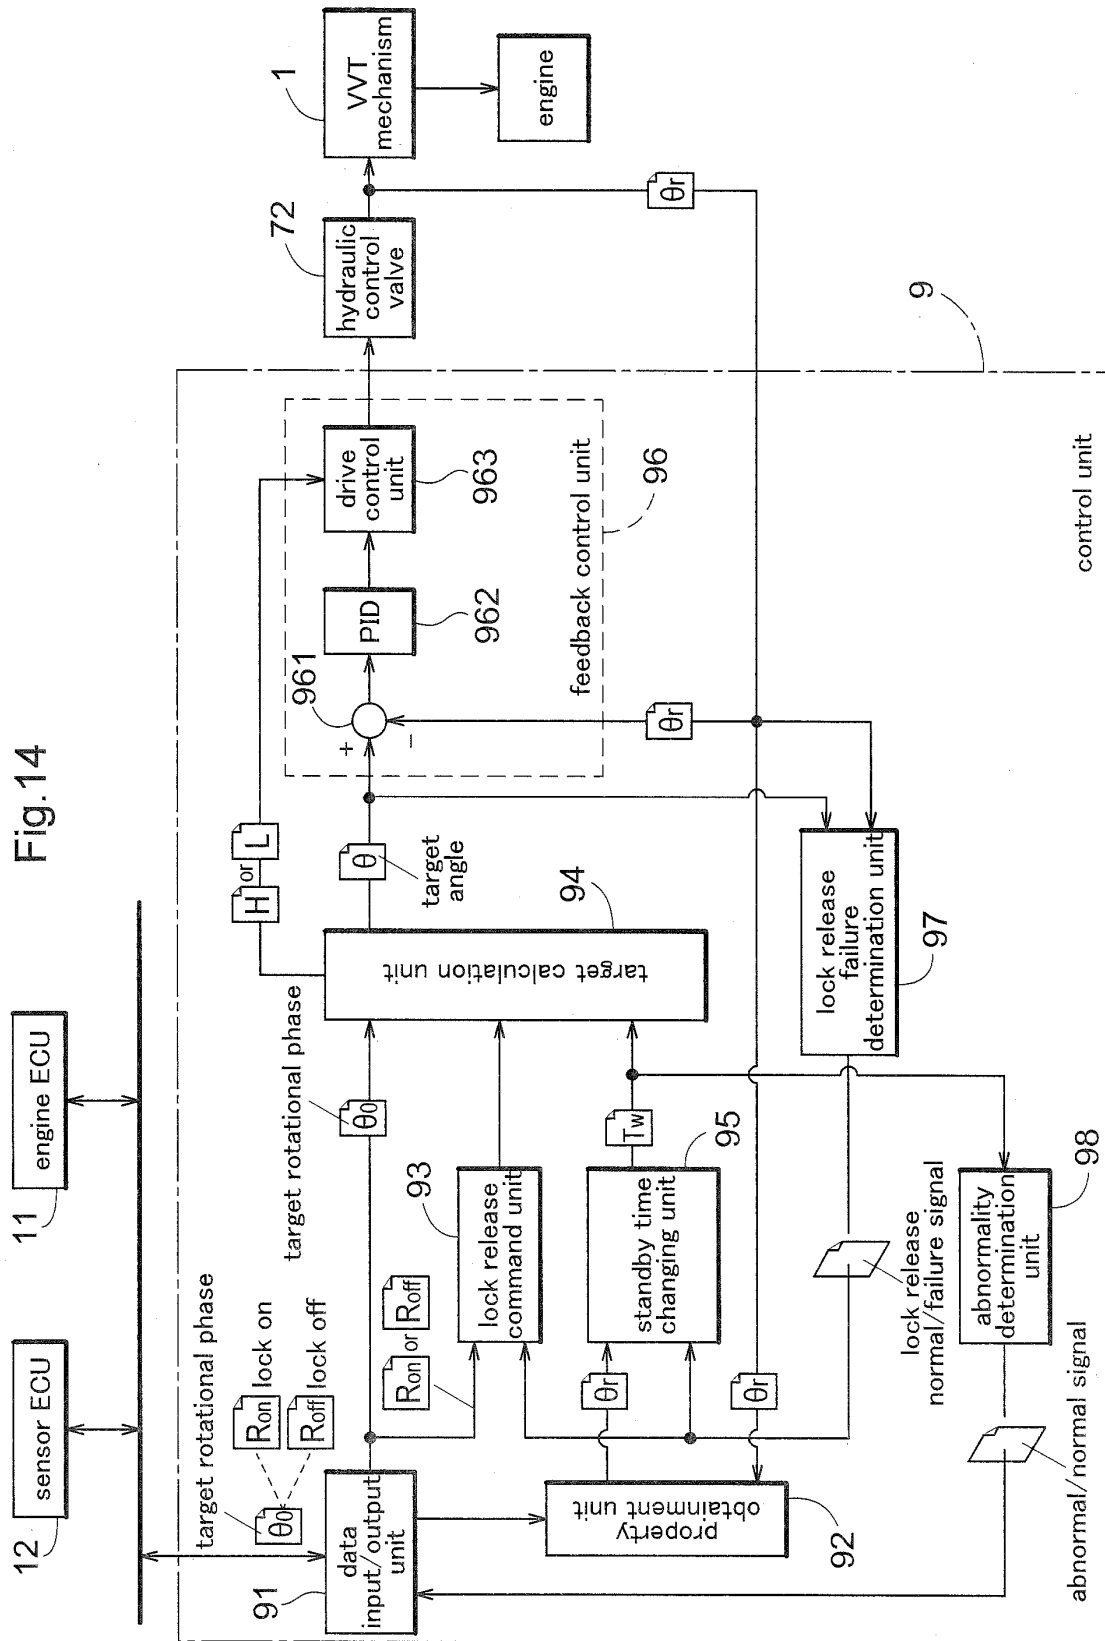 Fig.14
12
sensor ECU
11
engine ECU
target rotational phase
θ0
Ron lock on
Roff lock off
91
data
input/output
unit
Ron or Roff
target rotational phase
θ0
H or L
θ
target
angle
94
target calculation unit
93
lock release
command unit
95
standby time
changing unit
Tw
θr
92
property
obtainment unit
θr
961
+
−
PID
962
drive
control
unit
963
feedback control unit
96
θr
72
hydraulic
control
valve
1
VVT
mechanism
engine
θr
9
control unit
lock release
failure
determination unit
97
lock release
normal/failure signal
98
abnormality
determination
unit
abnormal/normal signal